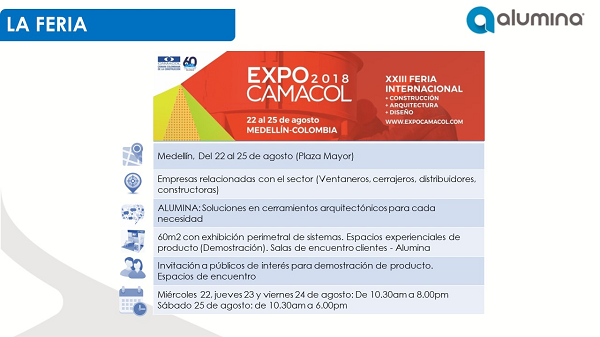 LA FERIA
alumina
60
EXPO 2018
CAMACOL
22 al 25 de agosto
MEDELLÍN-COLOMBIA
XXIII FERIA
INTERNACIONAL
+ CONSTRUCCIÓN
+ ARQUITECTURA
+ DISEÑO
WWW.EXPOCAMACOL.COM
Medellín, Del 22 al 25 de agosto (Plaza Mayor)
Empresas relacionadas con el sector (Ventaneros, cerrajeros, distribuidores,
constructoras)
ALUMINA: Soluciones en cerramientos arquitectónicos para cada
necesidad
60m2 con exhibición perimetral de sistemas. Espacios experienciales de
producto (Demostración). Salas de encuentro clientes - Alumina
Invitación a públicos de interés para demostración de producto.
Espacios de encuentro
Miércoles 22, jueves 23 y viernes 24 de agosto: De 10.30am a 8.00pm
Sábado 25 de agosto: de 10.30am a 6.00pm